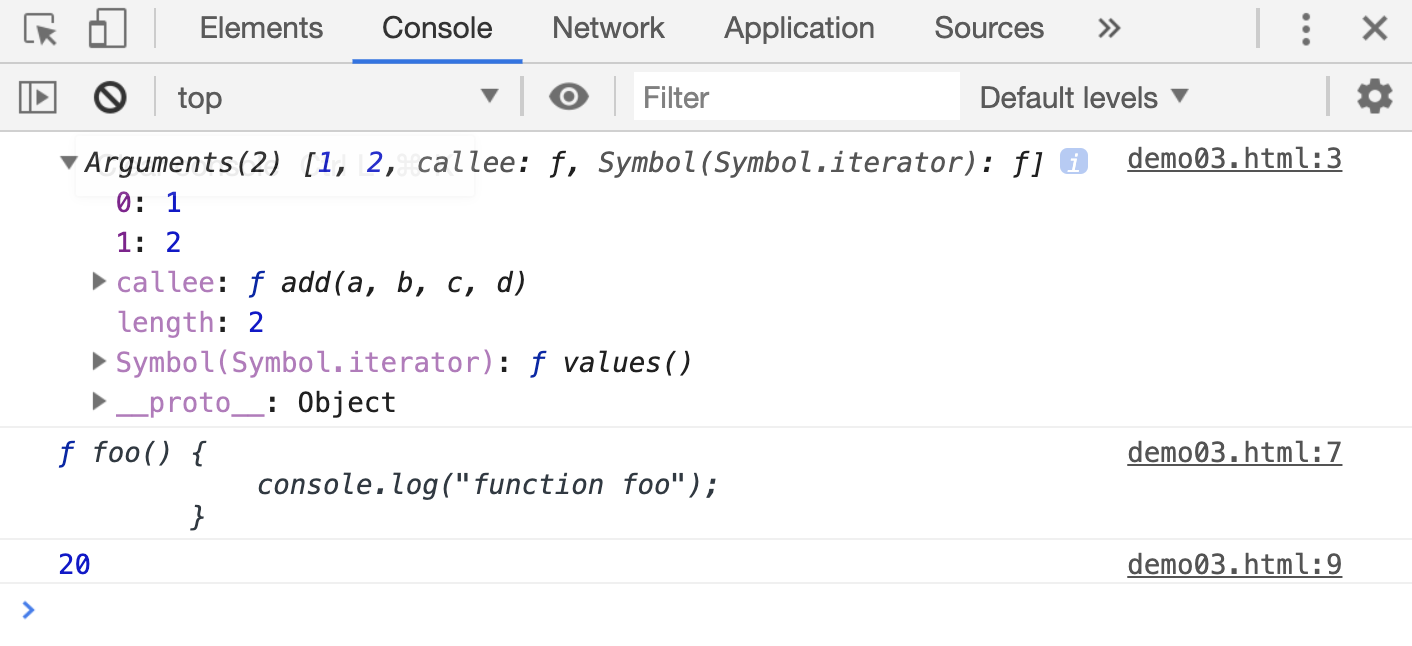 Elements Console Network Application Sources »
top Filter Default levels
Arguments(2) [1, 2, callee: ƒ, Symbol(Symbol.iterator): ƒ] i demo03.html:3
0: 1
1: 2
callee: ƒ add(a, b, c, d)
length: 2
Symbol(Symbol.iterator): ƒ values()
__proto__: Object
ƒ foo() { demo03.html:7
console.log("function foo");
}
20 demo03.html:9